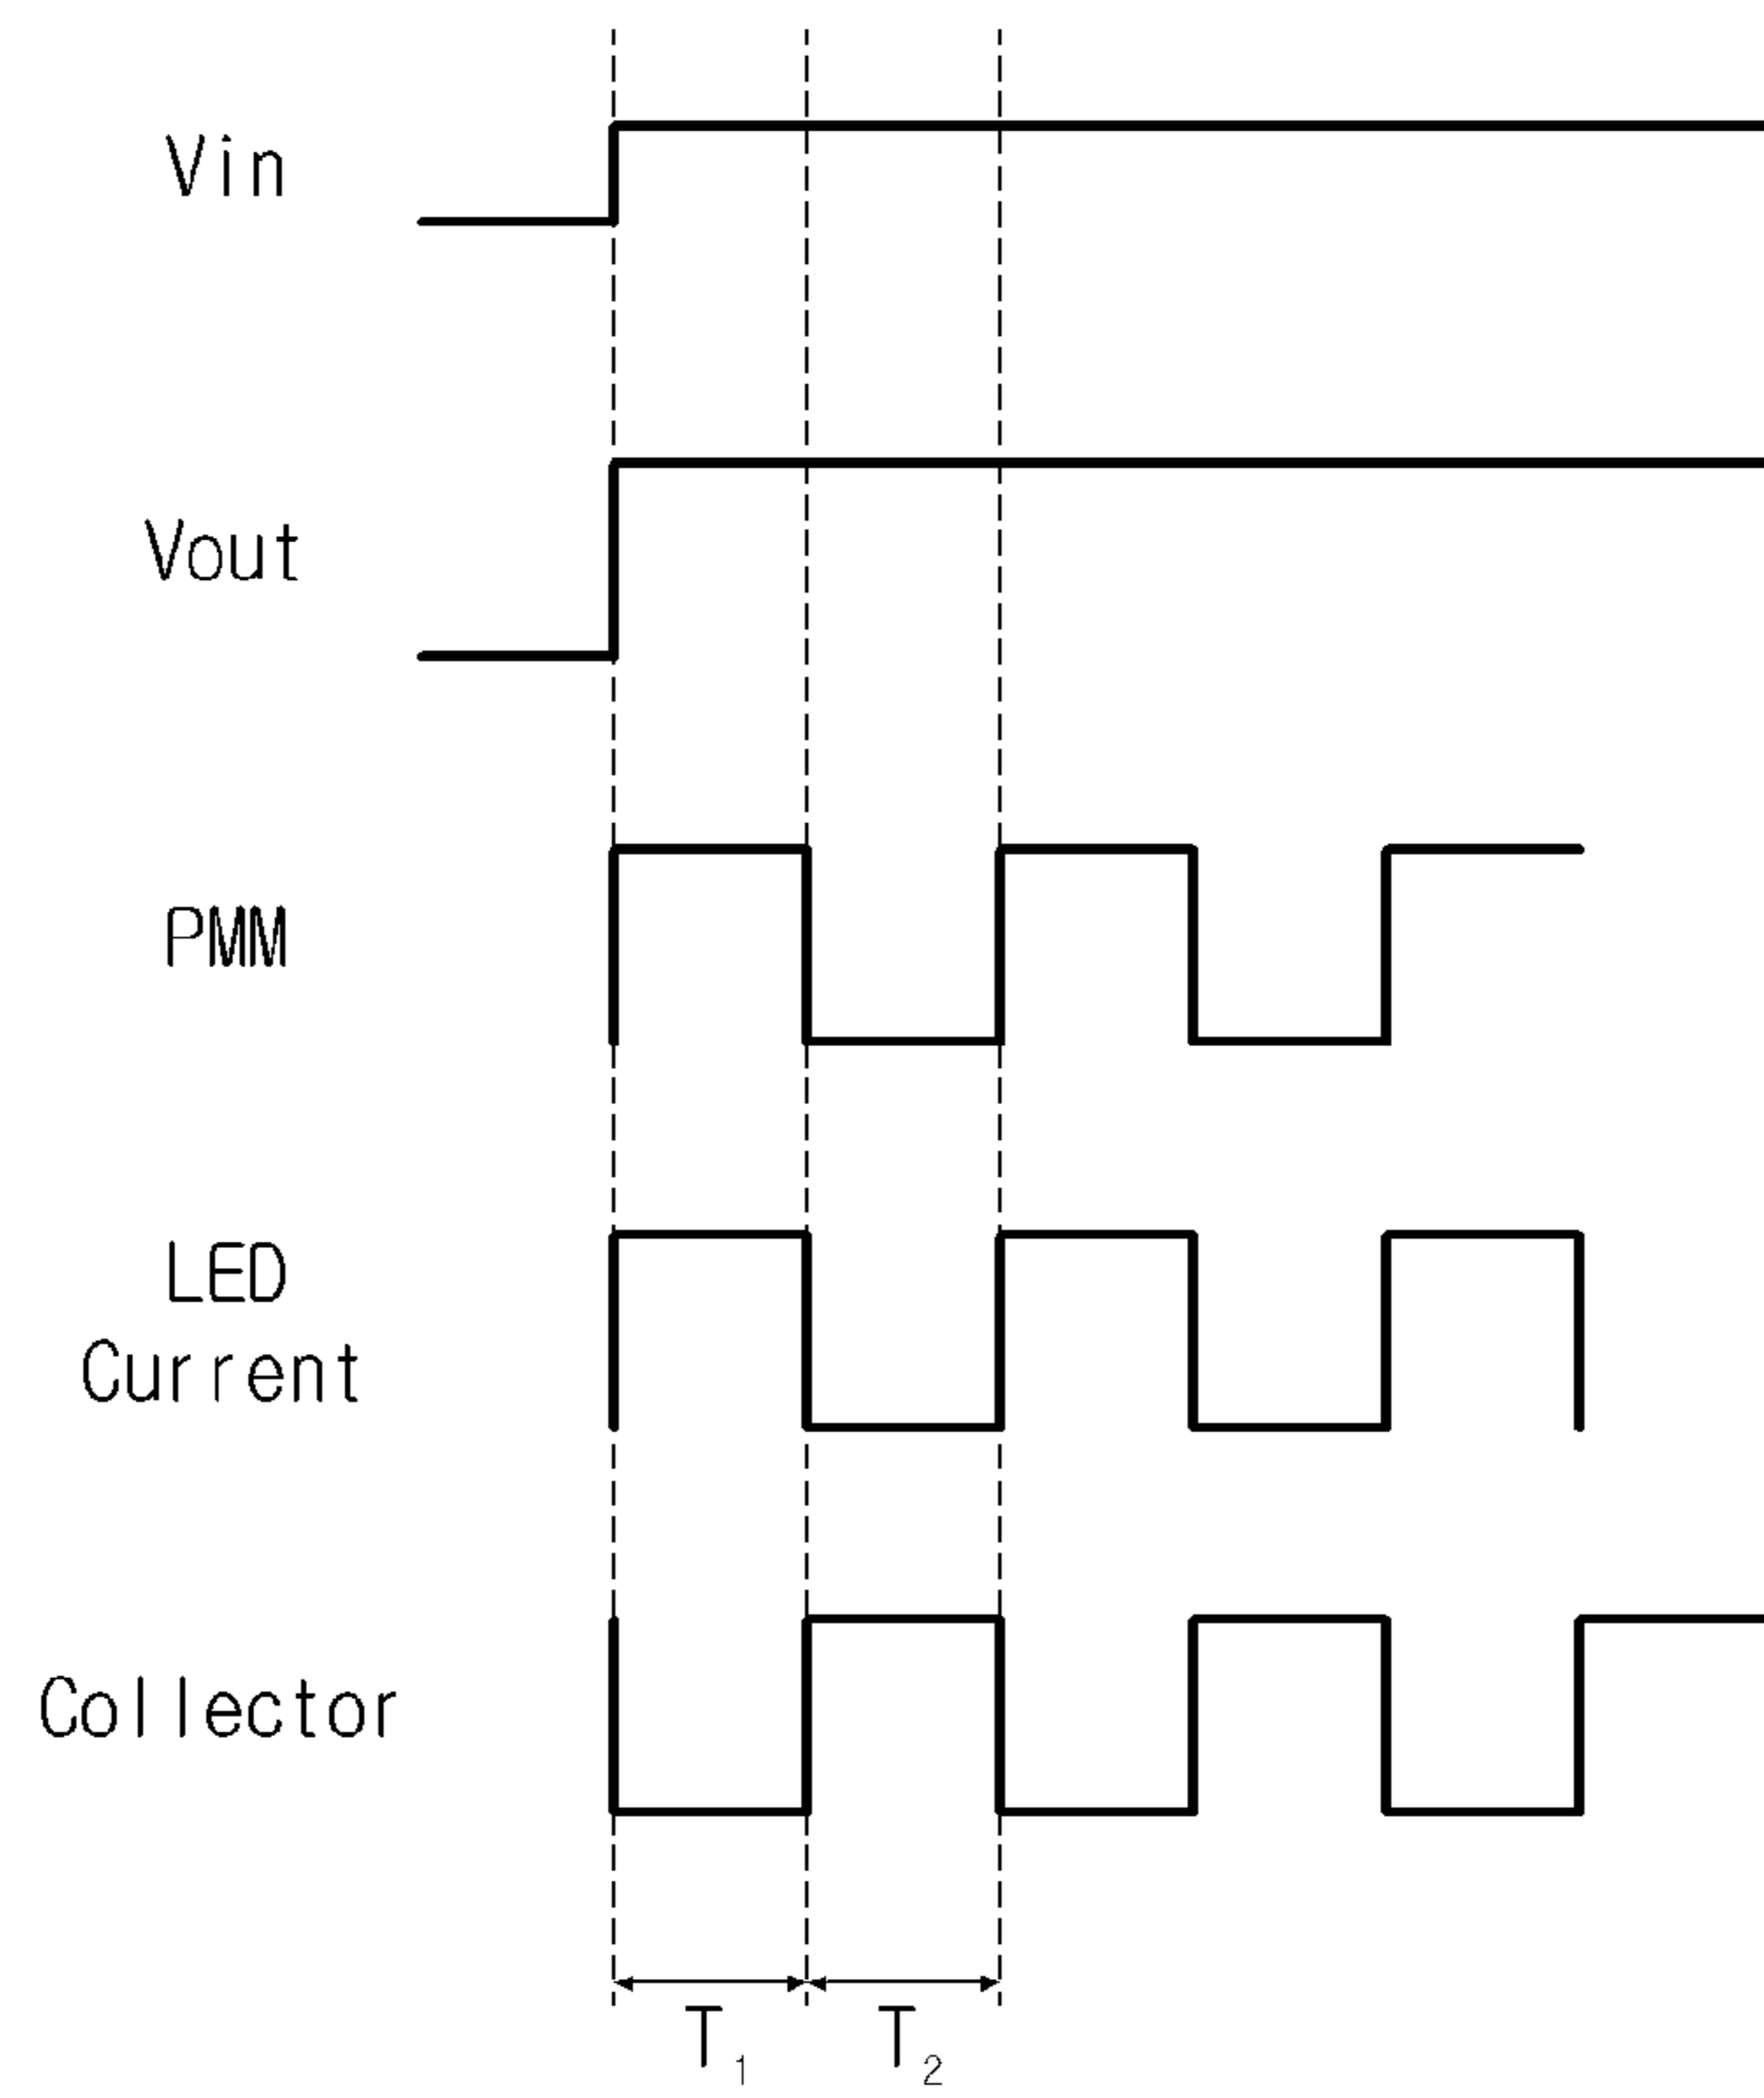 Vin
Vout
PMM
LED
Current
Collector
T1
T2